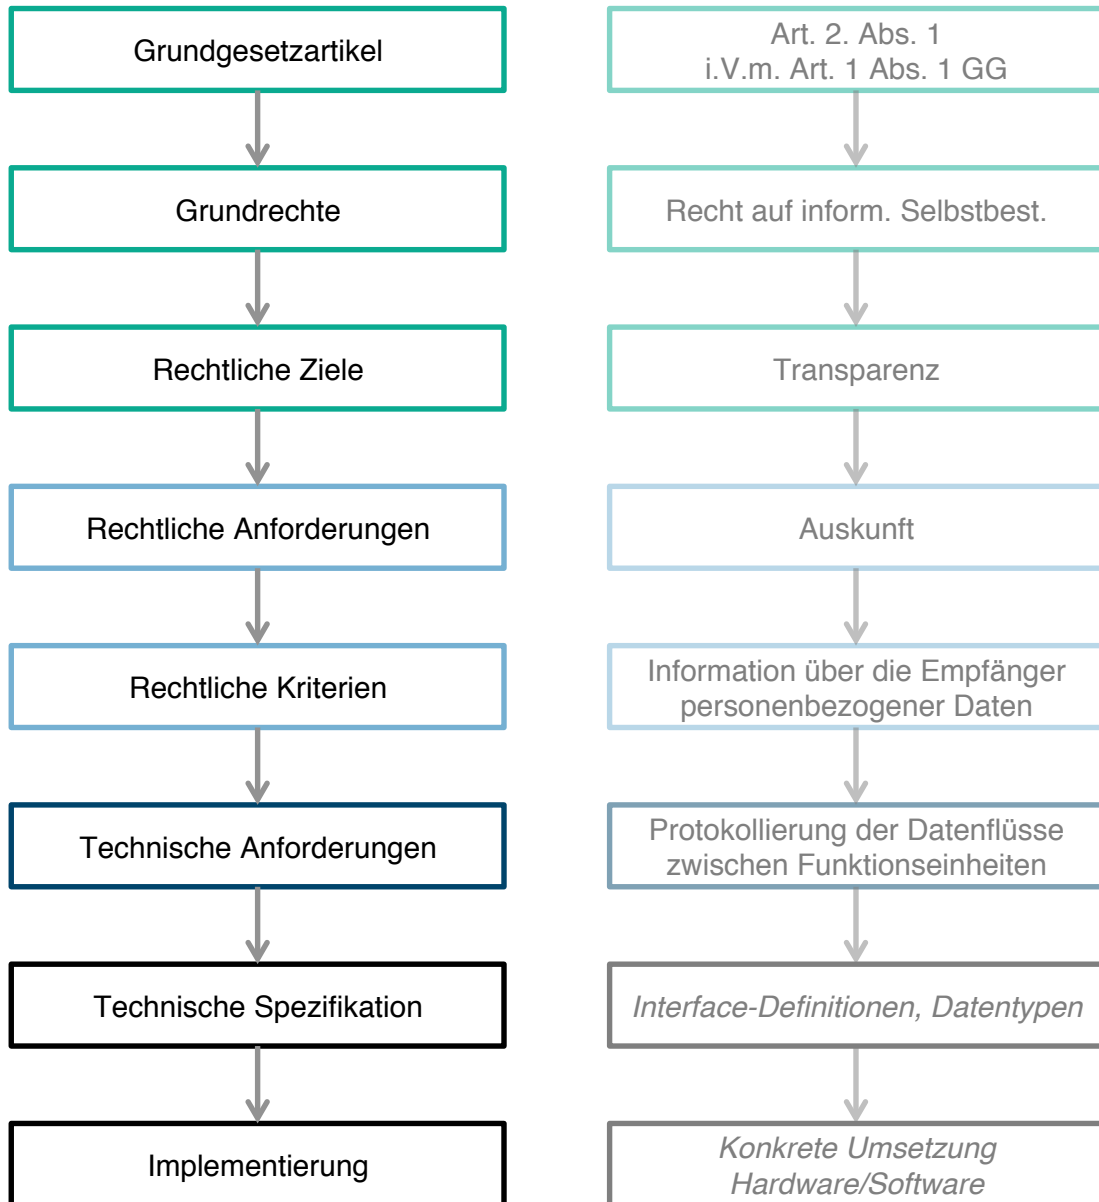 Grundgesetzartikel
Art. 2. Abs. 1
i.V.m. Art. 1 Abs. 1 GG
Grundrechte
Recht auf inform. Selbstbest.
Rechtliche Ziele
Transparenz
Rechtliche Anforderungen
Auskunft
Rechtliche Kriterien
Information über die Empfänger
personenbezogener Daten
Technische Anforderungen
Protokollierung der Datenflüsse
zwischen Funktionseinheiten
Technische Spezifikation
Interface-Definitionen, Datentypen
Implementierung
Konkrete Umsetzung
Hardware/Software